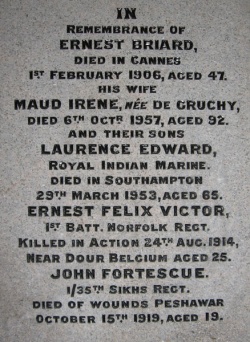 IN
REMEMBRANCE OF
ERNEST BRIARD,
DIED IN CANNES
1ST FEBRUARY 1906, AGED 47.
HIS WIFE
MAUD IRENE, NÉE DE GRUCHY,
DIED 6TH OCTR 1957, AGED 92.
AND THEIR SONS
LAURENCE EDWARD,
ROYAL INDIAN MARINE.
DIED IN SOUTHAMPTON
29TH MARCH 1953, AGED 65.
ERNEST FELIX VICTOR,
1ST BATT. NORFOLK REGT.
KILLED IN ACTION 24TH AUG. 1914,
NEAR DOUR BELGIUM AGED 25.
JOHN FORTESCUE.
1/35TH SIKHS REGT.
DIED OF WOUNDS PESHAWAR
OCTOBER 15TH 1919, AGED 19.